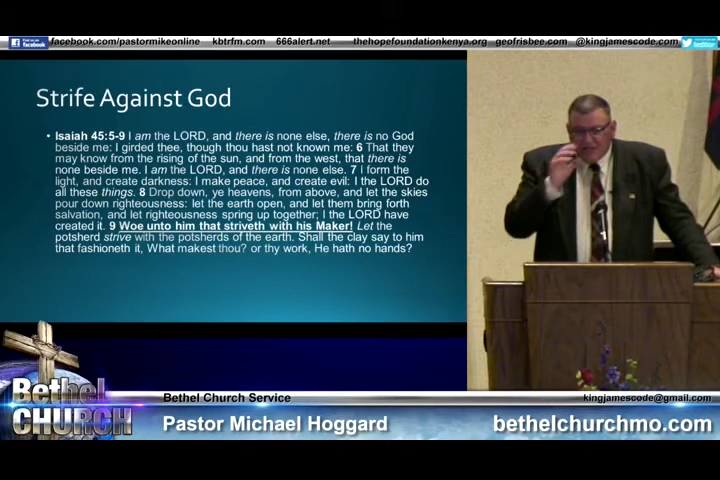 facebook.com/pastormikeonline kbtrfm.com 666alert.net thehopefoundationkenya.org geofrisbee.com @kingjamescode.com
Strife Against God
• Isaiah 45:5-9 I am the LORD, and there is none else, there is no God
beside me: I girded thee, though thou hast not known me: 6 That they
may know from the rising of the sun, and from the west, that there is
none beside me. I am the LORD, and there is none else. 7 I form the
light, and create darkness: I make peace, and create evil: I the LORD do
all these things. 8 Drop down, ye heavens, from above, and let the skies
pour down righteousness: let the earth open, and let them bring forth
salvation, and let righteousness spring up together; I the LORD have
created it. 9 Woe unto him that striveth with his Maker! Let the
potsherd strive with the potsherds of the earth. Shall the clay say to him
that fashioneth it, What makest thou? or thy work, He hath no hands?
Bethel
CHURCH
Bethel Church Service
kingjamescode@gmail.com
Pastor Michael Hoggard
bethelchurchmo.com